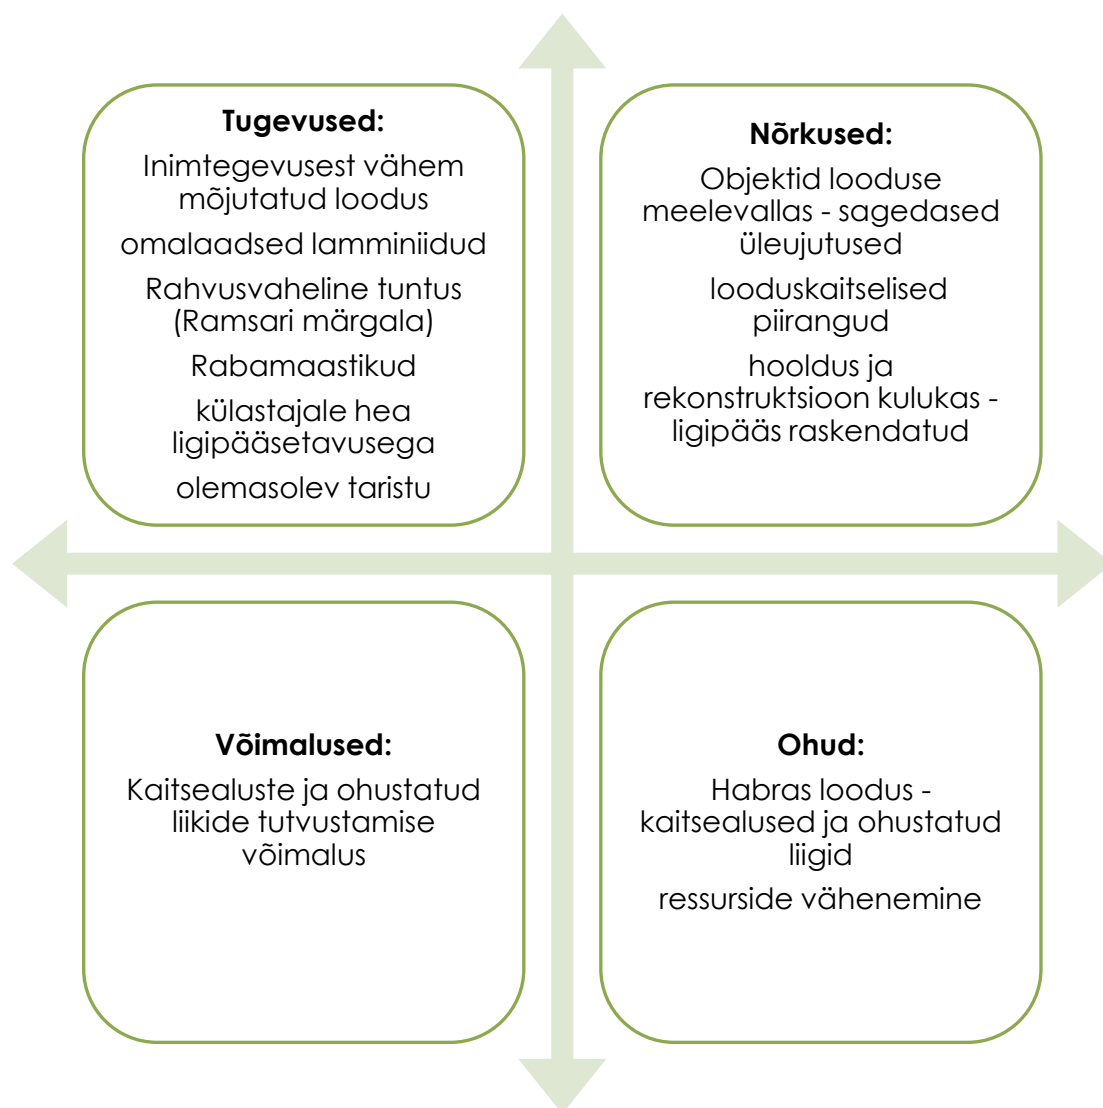 Tugevused:
Inimtegevusest vähem
mõjutatud loodus
omalaadsed lamminiidud
Rahvusvaheline tuntus
(Ramsari märgala)
Rabamaastikud
külastajale hea
ligipääsetavusega
olemasolev taristu
Nõrkused:
Objektid looduse
meelevallas - sagedased
üleujutused
looduskaitselised
piirangud
hooldus ja
rekonstruktsioon kulukas -
ligipääs raskendatud
Võimalused:
Kaitsealuste ja ohustatud
liikide tutvustamise
võimalus
Ohud:
Habras loodus -
kaitsealused ja ohustatud
liigid
ressurside vähenemine